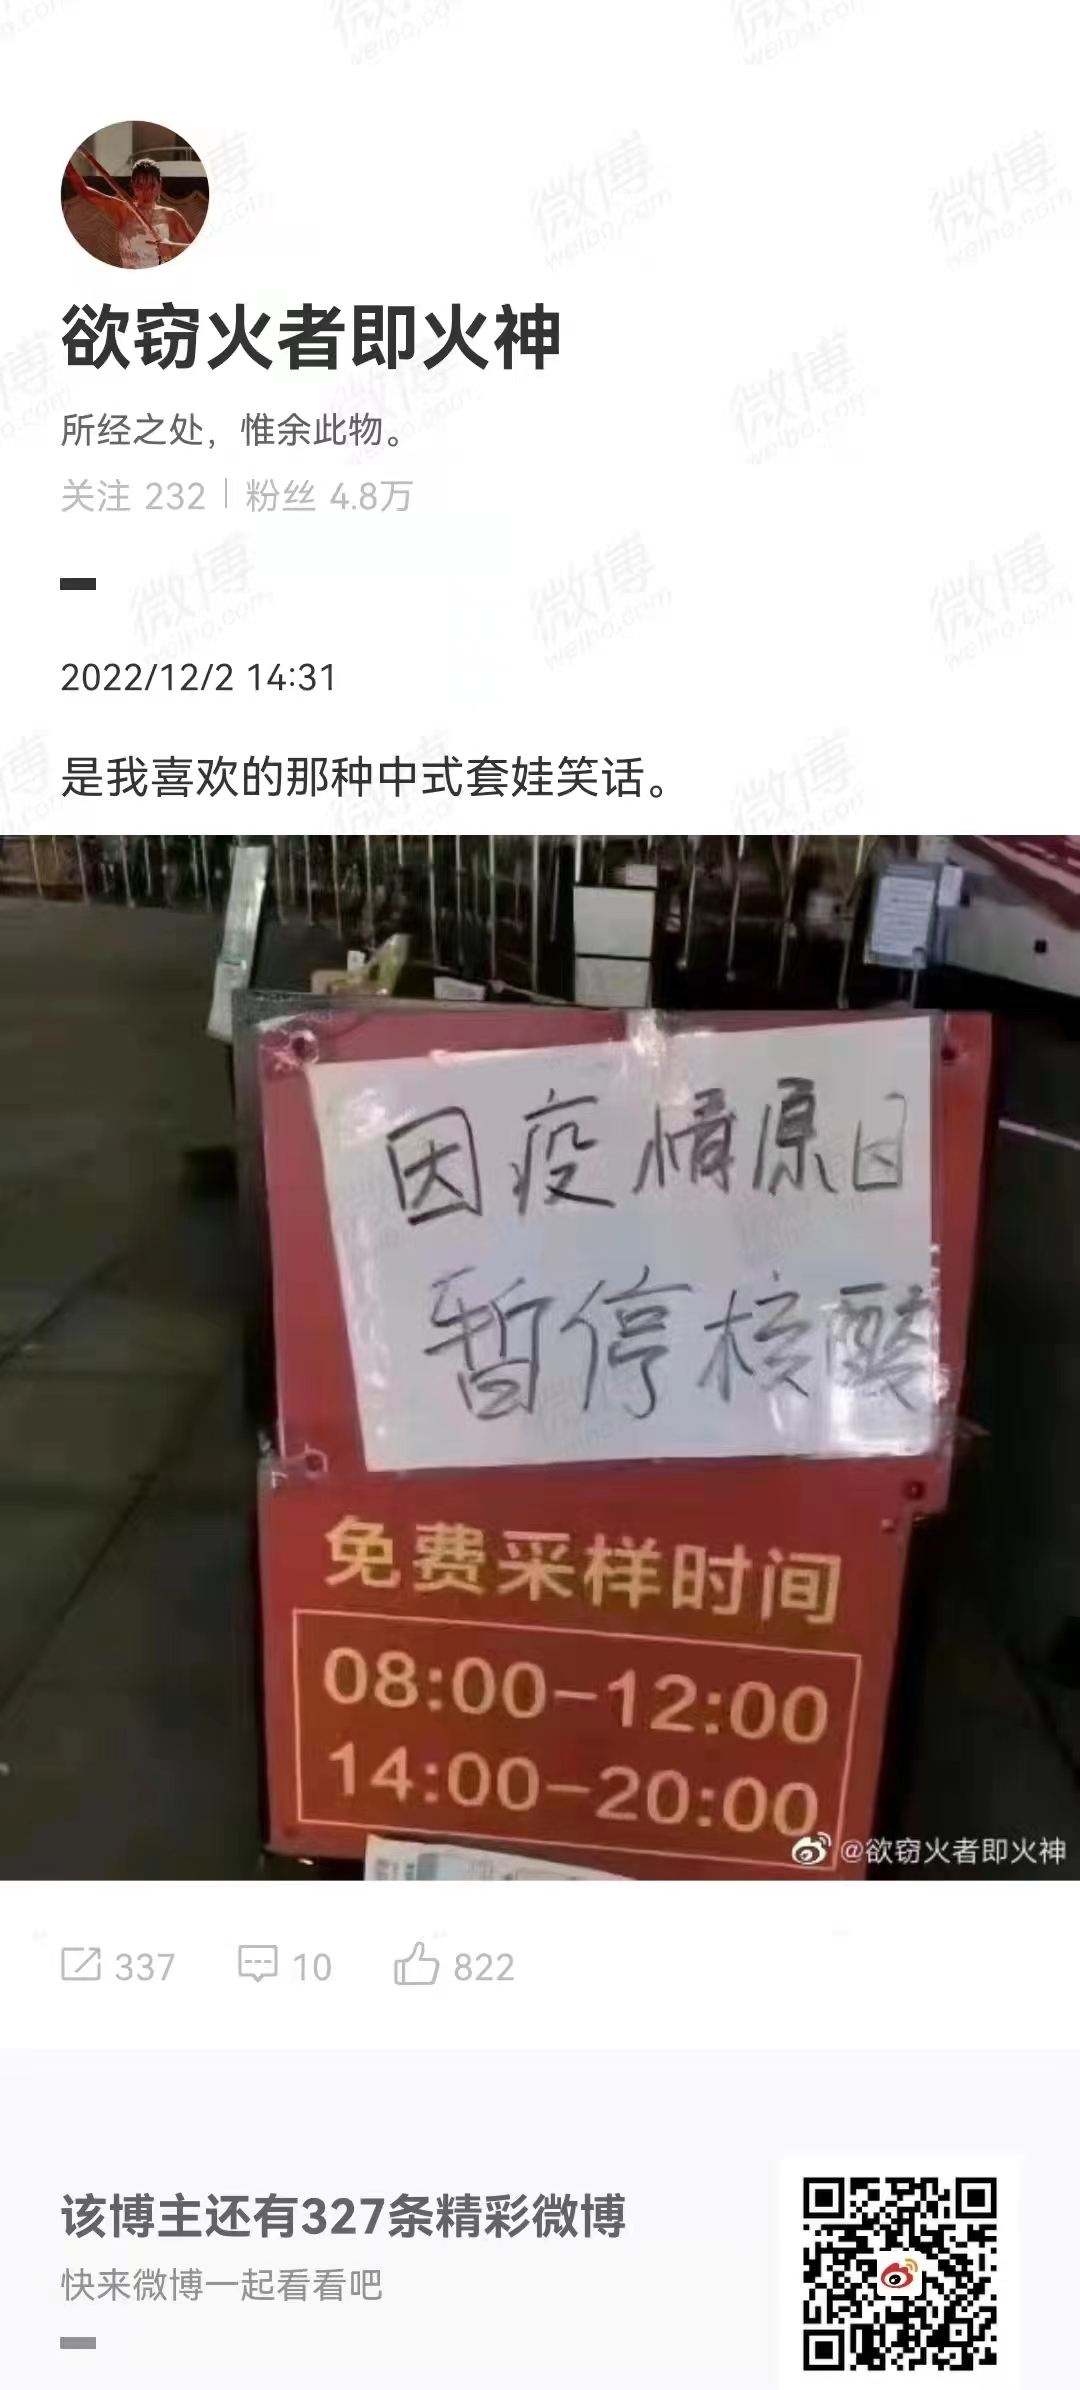 欲窃火者即火神
所经之处，惟余此物。
关注 232 | 粉丝 4.8万
2022/12/2 14:31
是我喜欢的那种中式套娃笑话。
因疫情原因
暂停核酸
免费采样时间
08:00-12:00
14:00-20:00
@欲窃火者即火神
337 10 822
该博主还有327条精彩微博
快来微博一起看看吧
微博
weibo.com